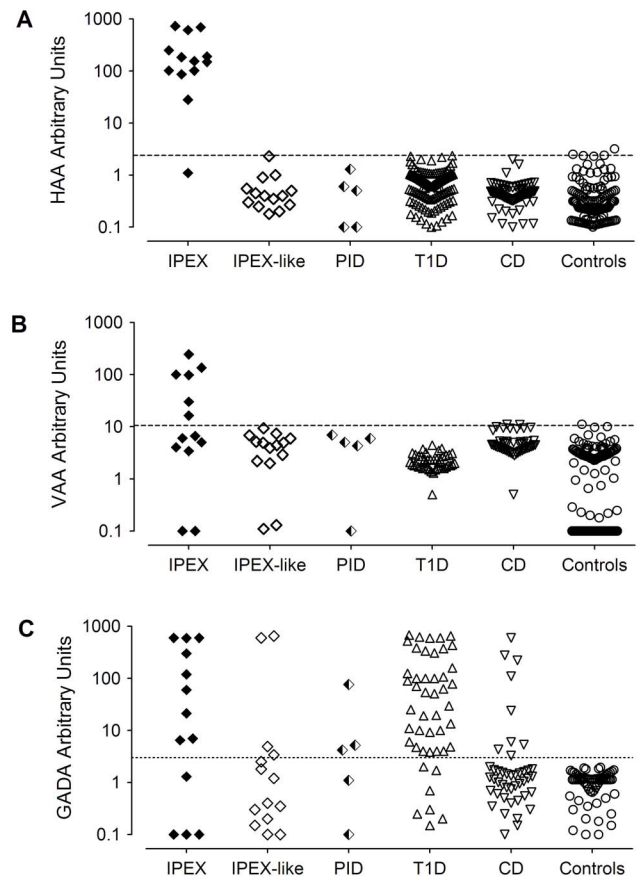 A
HAA Arbitrary Units
1000
100
10
1
0.1
IPEX IPEX-like PID T1D CD Controls
B
VAA Arbitrary Units
1000
100
10
1
0.1
IPEX IPEX-like PID T1D CD Controls
C
GADA Arbitrary Units
1000
100
10
1
0.1
IPEX IPEX-like PID T1D CD Controls